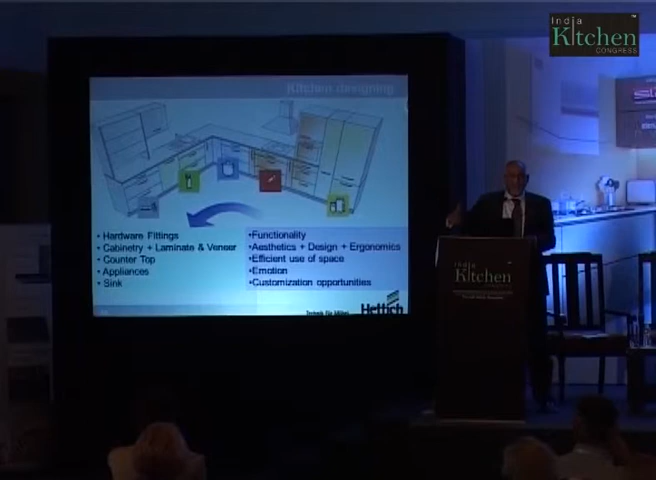 India
Kitchen
CONGRESS
Kitchen designing
• Hardware Fittings
• Cabinetry + Laminate & Veneer
• Counter Top
• Appliances
• Sink
•Functionality
•Aesthetics + Design + Ergonomics
•Efficient use of space
•Emotion
•Customization opportunities
Technik für Möbel
Hettich
India
Kitchen